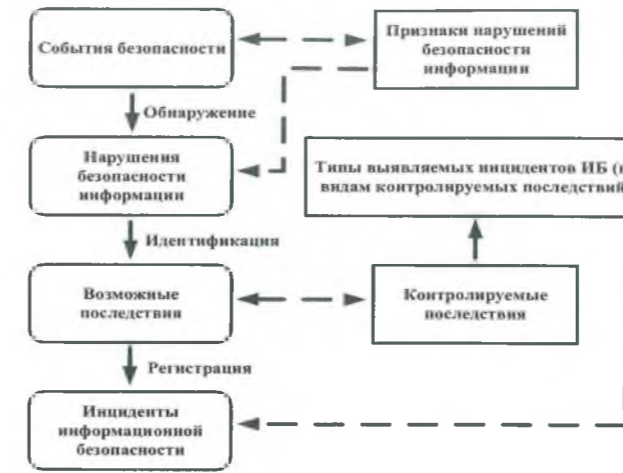 События безопасности
Признаки нарушений
безопасности
информации
Обнаружение
Нарушения
безопасности
информации
Типы выявляемых инцидентов ИБ
видам контролируемых последствий
Идентификация
Возможные
последствия
Контролируемые
последствия
Регистрация
Инциденты
информационной
безопасности